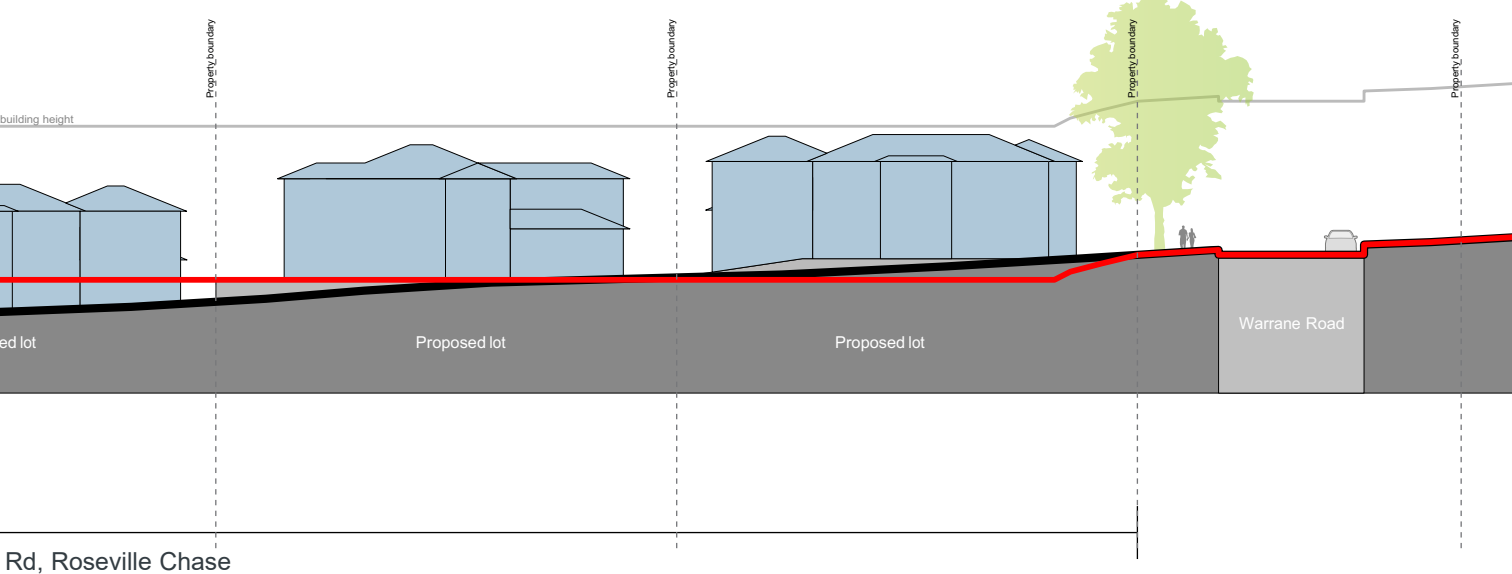 Property boundary
Property boundary
Property boundary
Property boundary
building height
Warrane Road
ed lot
Proposed lot
Proposed lot
Rd, Roseville Chase